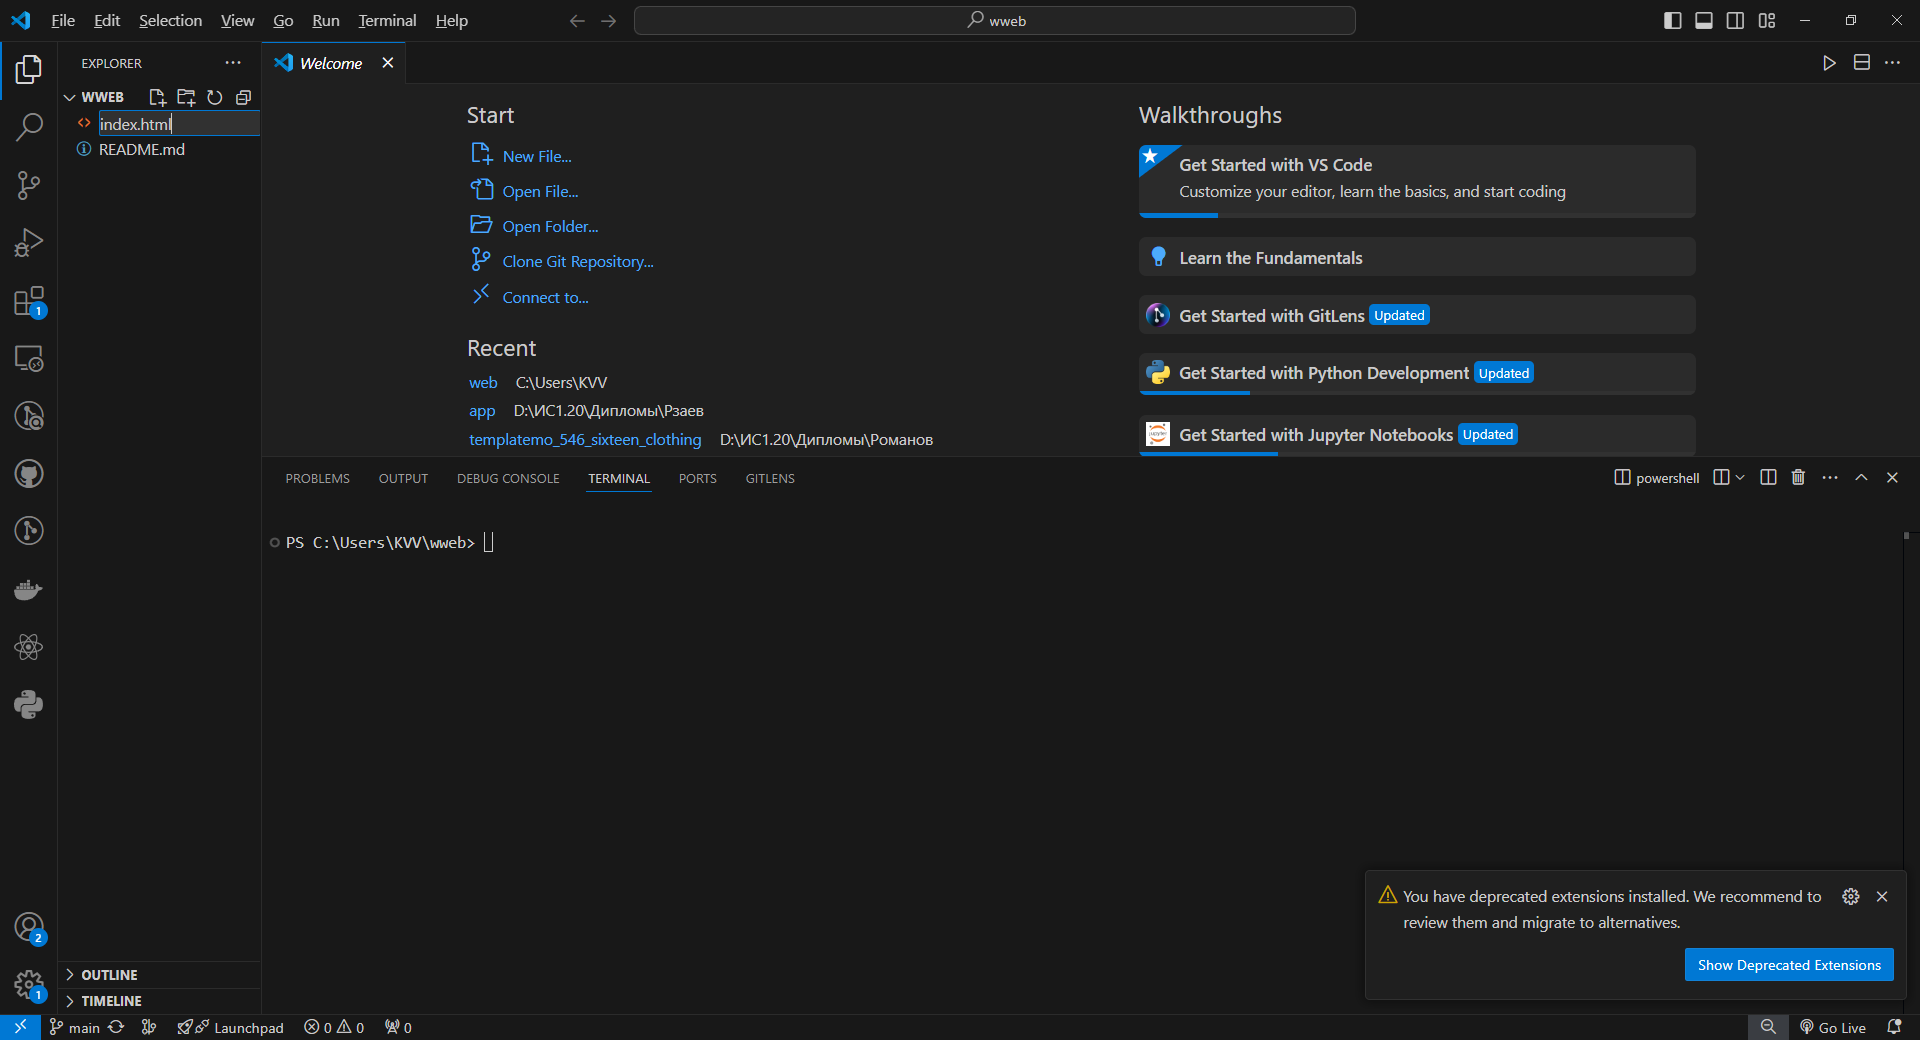 File Edit Selection View Go Run Terminal Help
wweb
EXPLORER
Welcome
WWEB
index.html
README.md
Start
New File...
Open File...
Open Folder...
Clone Git Repository...
Connect to...
Recent
web C:\Users\KVV
app D:\ИС1.20\Дипломы\Рзаев
templatemo_546_sixteen_clothing D:\ИС1.20\Дипломы\Романов
Walkthroughs
Get Started with VS Code
Customize your editor, learn the basics, and start coding
Learn the Fundamentals
Get Started with GitLens Updated
Get Started with Python Development Updated
Get Started with Jupyter Notebooks Updated
1
PROBLEMS OUTPUT DEBUG CONSOLE TERMINAL PORTS GITLENS
powershell
PS C:\Users\KVV\wweb>
You have deprecated extensions installed. We recommend to
review them and migrate to alternatives.
Show Deprecated Extensions
2
1
OUTLINE
TIMELINE
main Launchpad 0 0 0
Go Live